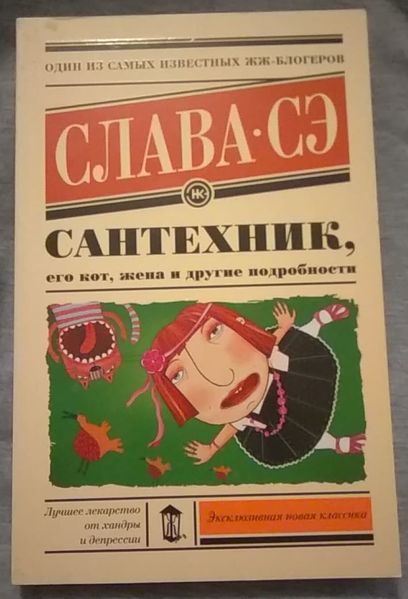 ОДИН ИЗ САМЫХ ИЗВЕСТНЫХ ЖЖ-БЛОГЕРОВ
СЛАВА·СЭ
НЖ
САНТЕХНИК,
его кот, жена и другие подробности
Лучшее лекарство
от хандры
и депрессии
Эксклюзивная новая классика